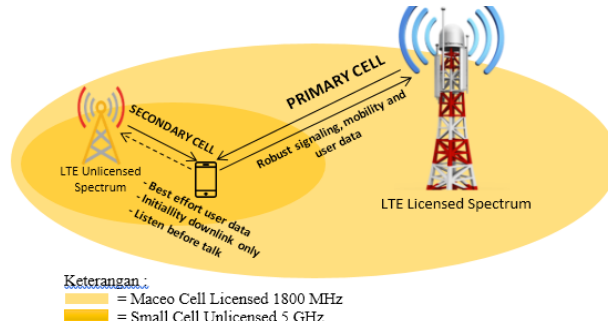 PRIMARY CELL
Robust signaling, mobility and
user data
SECONDARY CELL
LTE Unlicensed
Spectrum
- Best effort user data
- Initiallity downlink only
- Listen before talk
LTE Licensed Spectrum
Keterangan :
= Maceo Cell Licensed 1800 MHz
= Small Cell Unlicensed 5 GHz